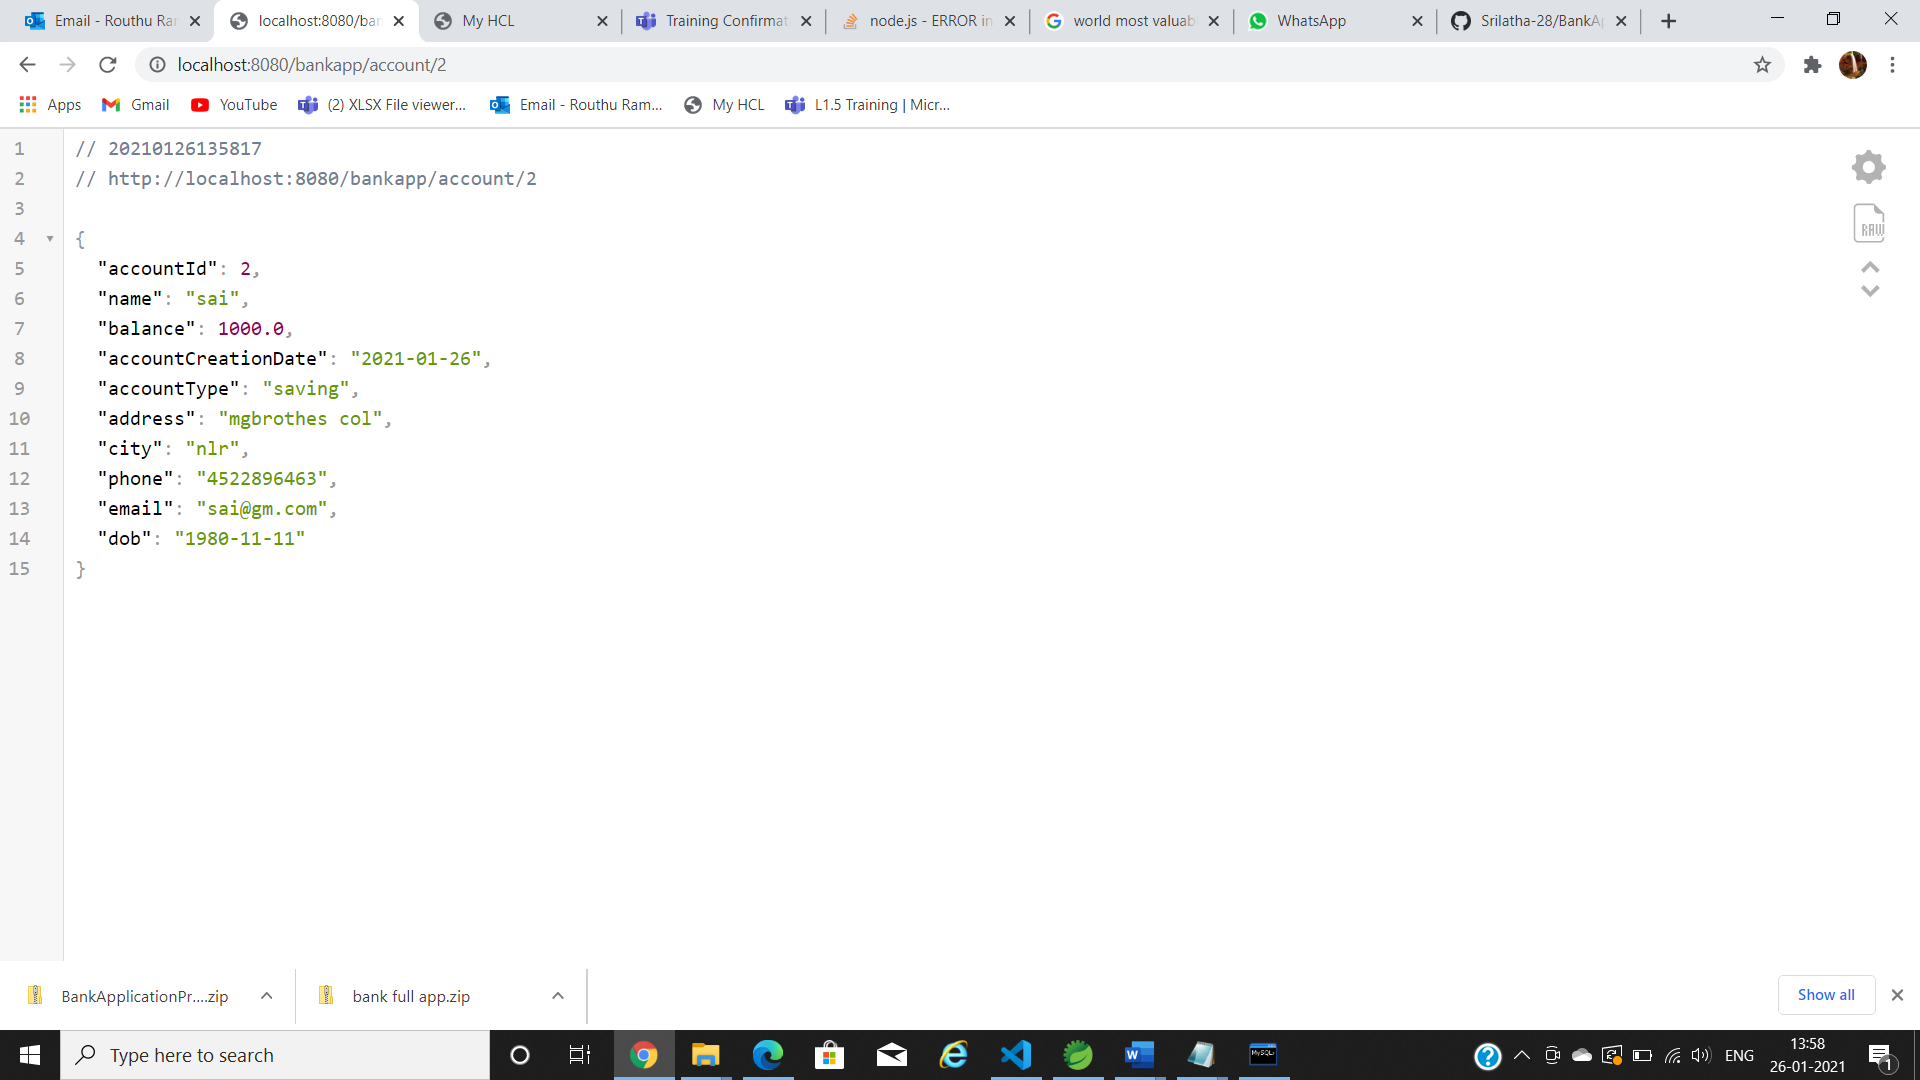 Email - Routhu Ran
localhost:8080/ban
My HCL
Training Confirmat
node.js - ERROR in
world most valuab
WhatsApp
Srilatha-28/BankAp
localhost:8080/bankapp/account/2
Apps
Gmail
YouTube
(2) XLSX File viewer...
Email - Routhu Ram...
My HCL
L1.5 Training | Micr...
1 // 20210126135817
2 // http://localhost:8080/bankapp/account/2
3
4 {
5 "accountId": 2,
6 "name": "sai",
7 "balance": 1000.0,
8 "accountCreationDate": "2021-01-26",
9 "accountType": "saving",
10 "address": "mgbrothes col",
11 "city": "nlr",
12 "phone": "4522896463",
13 "email": "sai@gm.com",
14 "dob": "1980-11-11"
15 }
RAW
BankApplicationPr....zip
bank full app.zip
Show all
Type here to search
W
MySQL
ENG
13:58
26-01-2021
1